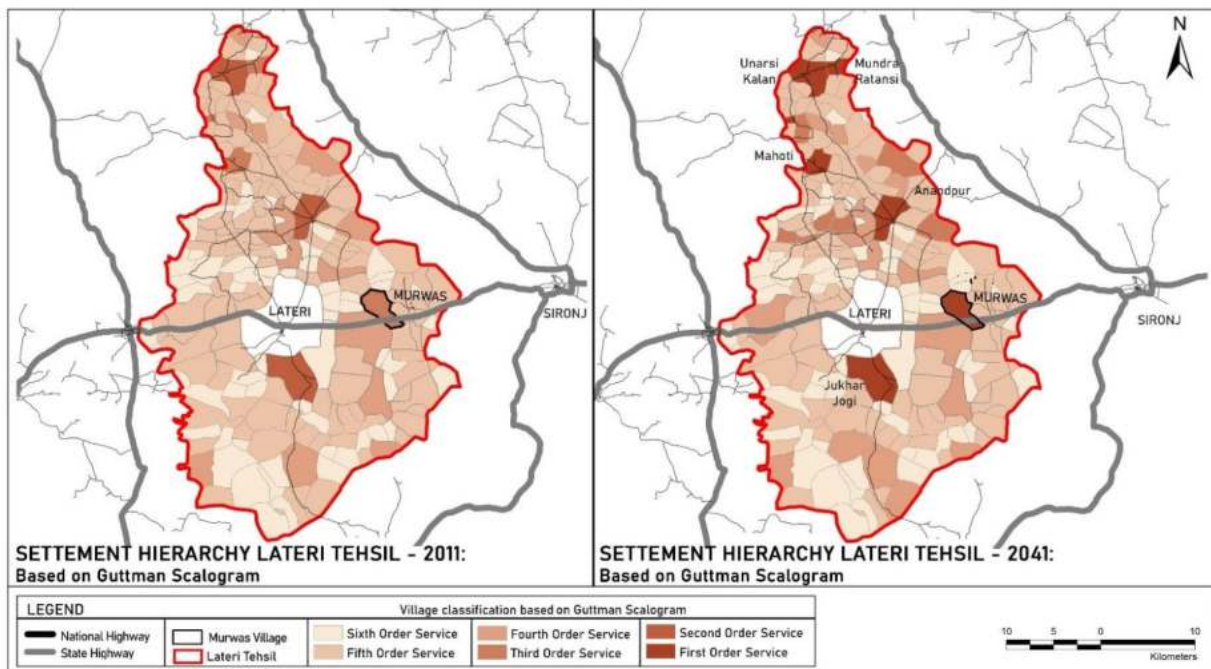 LATERI
MURWAS
SIRONJ
SETTEMENT HIERARCHY LATERI TEHSIL - 2011:
Based on Guttman Scalogram
N
Unarsi
Kalan
Mundra
Ratansi
Mahoti
Anandpur
MURWAS
LATERI
SIRONJ
Jukhar
Jogi
SETTEMENT HIERARCHY LATERI TEHSIL - 2041:
Based on Guttman Scalogram
LEGEND
National Highway
State Highway
Murwas Village
Lateri Tehsil
Village classification based on Guttman Scalogram
Sixth Order Service
Fifth Order Service
Fourth Order Service
Third Order Service
Second Order Service
First Order Service
10 5 0 10
Kilometers